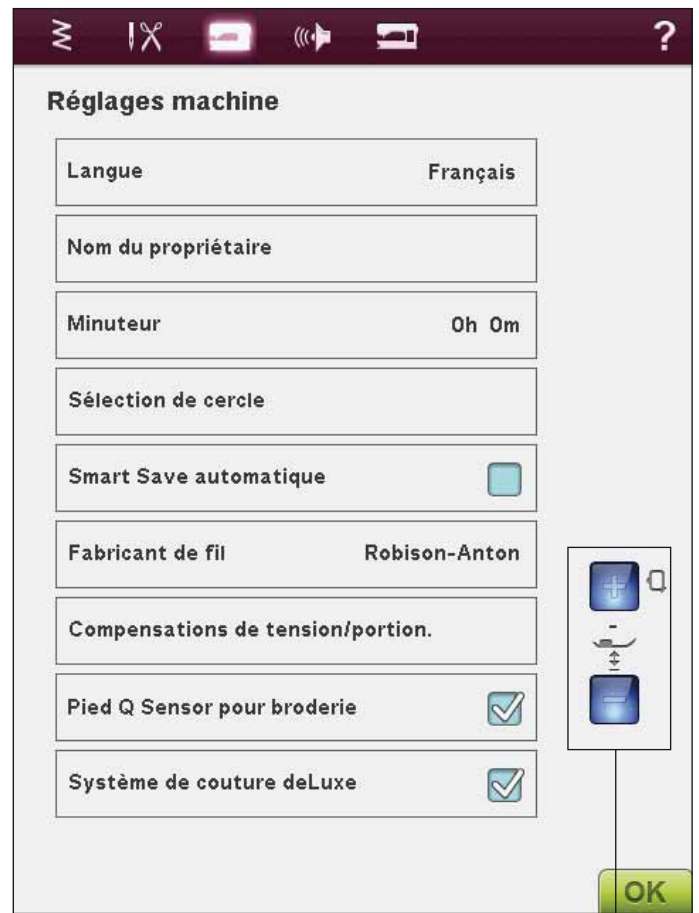 ?
Réglages machine
Langue Français
Nom du propriétaire
Minuteur 0h 0m
Sélection de cercle
Smart Save automatique
Fabricant de fil Robison-Anton
Compensations de tension/portion.
Pied Q Sensor pour broderie
Système de couture deLuxe
+
-
-
OK